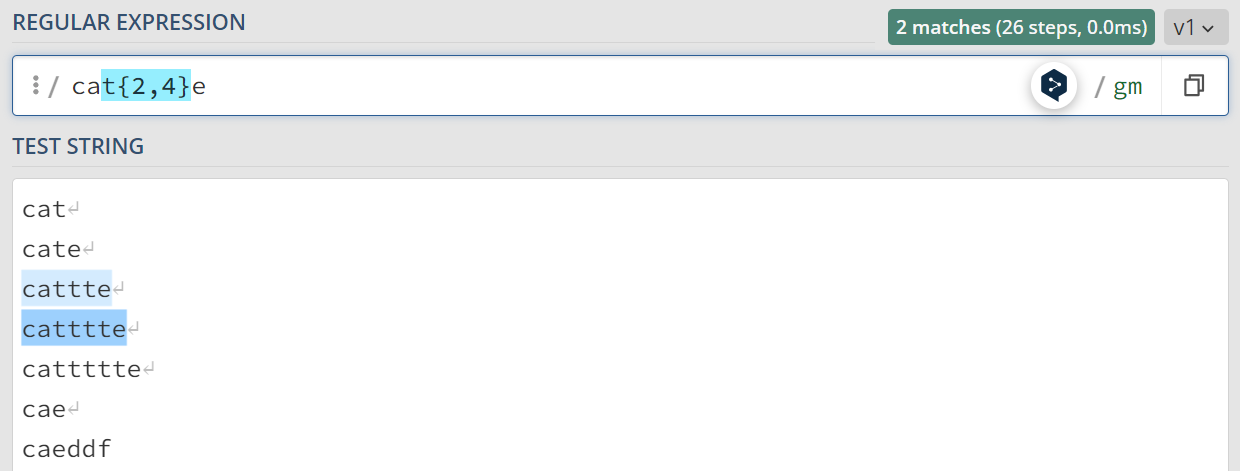 REGULAR EXPRESSION
2 matches (26 steps, 0.0ms) v1
/ cat{2,4}e / gm
TEST STRING
cat↵
cate↵
cattte↵
catttte↵
cattttte↵
cae↵
caeddf